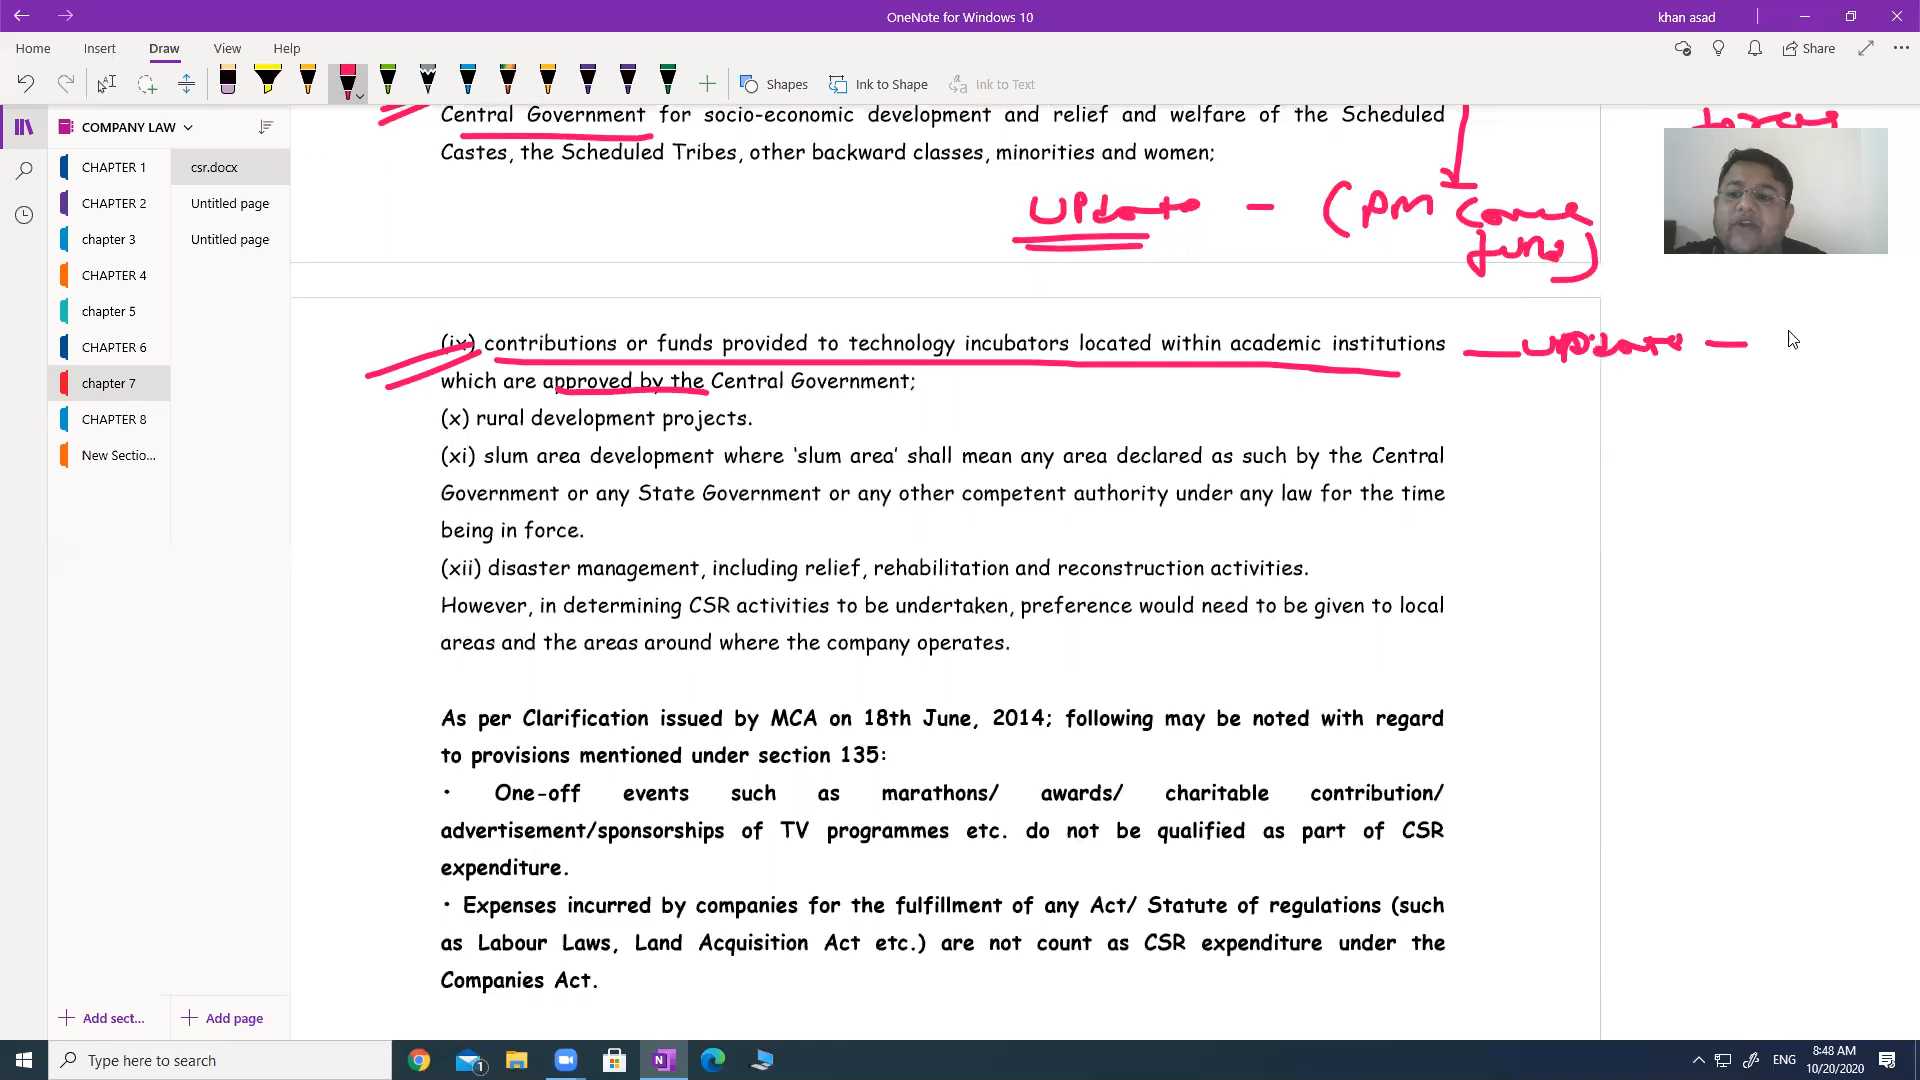 OneNote for Windows 10
khan asad
Home Insert Draw View Help
Share
Shapes
Ink to Shape
Ink to Text
COMPANY LAW
CHAPTER 1
CHAPTER 2
chapter 3
CHAPTER 4
chapter 5
CHAPTER 6
chapter 7
CHAPTER 8
New Sectio...
csr.docx
Untitled page
Untitled page
Central Government for socio-economic development and relief and welfare of the Scheduled
Castes, the Scheduled Tribes, other backward classes, minorities and women;
forces
Update - (PM Cares
fund)
(ix) contributions or funds provided to technology incubators located within academic institutions
which are approved by the Central Government;
Update -
(x) rural development projects.
(xi) slum area development where ‘slum area’ shall mean any area declared as such by the Central
Government or any State Government or any other competent authority under any law for the time
being in force.
(xii) disaster management, including relief, rehabilitation and reconstruction activities.
However, in determining CSR activities to be undertaken, preference would need to be given to local
areas and the areas around where the company operates.
As per Clarification issued by MCA on 18th June, 2014; following may be noted with regard
to provisions mentioned under section 135:
• One-off events such as marathons/ awards/ charitable contribution/
advertisement/sponsorships of TV programmes etc. do not be qualified as part of CSR
expenditure.
• Expenses incurred by companies for the fulfillment of any Act/ Statute of regulations (such
as Labour Laws, Land Acquisition Act etc.) are not count as CSR expenditure under the
Companies Act.
Add sect...
Add page
Type here to search
1
ENG
8:48 AM
10/20/2020